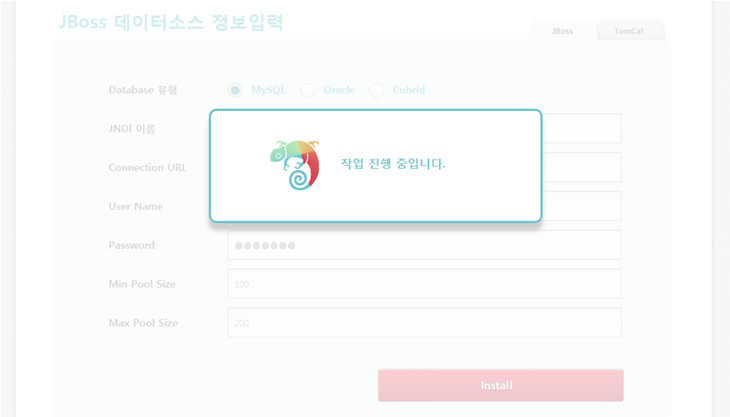 JBoss 데이터소스 정보입력
JBoss TomCat
Database 유형 MySQL Oracle Cubrid
JNDI 이름
작업 진행 중입니다.
Connection URL
User Name
Password ●●●●●●●
Min Pool Size 100
Max Pool Size 200
Install